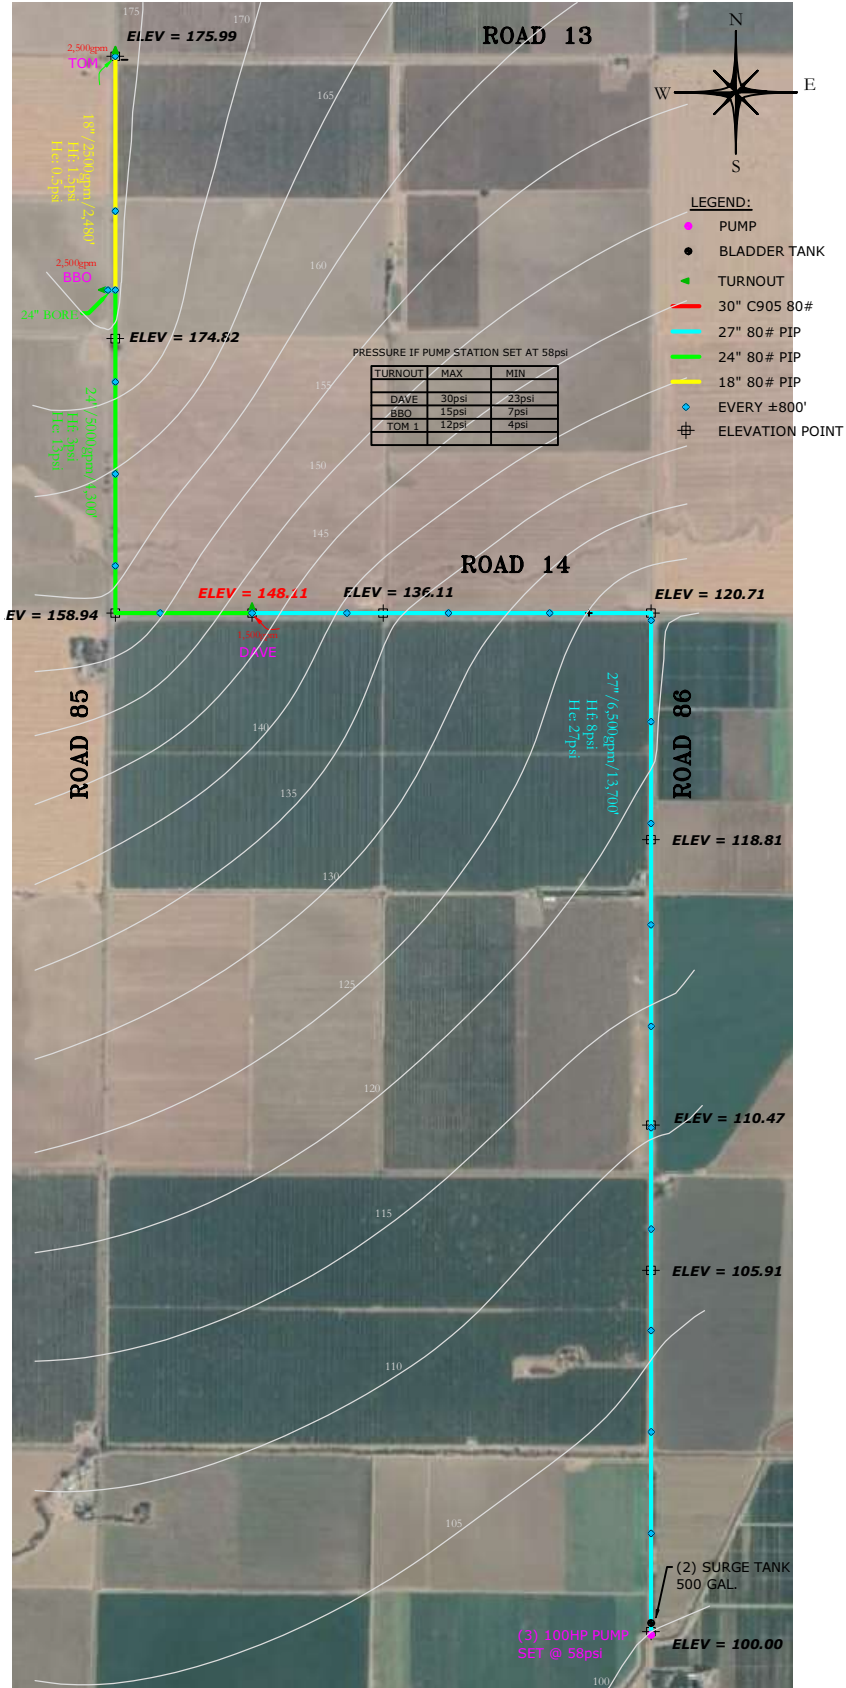 175
170
ELEV = 175.99
ROAD 13
N
W
E
S
2,500gpm
TOM
165
18"/2500gpm/2,480'
Hf: 1.5psi
He: 0.5psi
LEGEND:
PUMP
BLADDER TANK
TURNOUT
30" C905 80#
27" 80# PIP
24" 80# PIP
18" 80# PIP
EVERY ±800'
ELEVATION POINT
2,500gpm
BBO
160
24" BORE
ELEV = 174.82
PRESSURE IF PUMP STATION SET AT 58psi
TURNOUT MAX MIN
DAVE 30psi 23psi
BBO 15psi 7psi
TOM 1 12psi 4psi
155
150
145
ROAD 14
ELEV = 148.11
ELEV = 136.11
ELEV = 120.71
EV = 158.94
DAVE
ROAD 85
27"/6,500gpm/13,700'
Hf: 8psi
He: 27psi
ROAD 86
140
135
ELEV = 118.81
130
125
120
ELEV = 110.47
115
ELEV = 105.91
110
105
(2) SURGE TANK
500 GAL.
(3) 100HP PUMP
SET @ 58psi
ELEV = 100.00
100